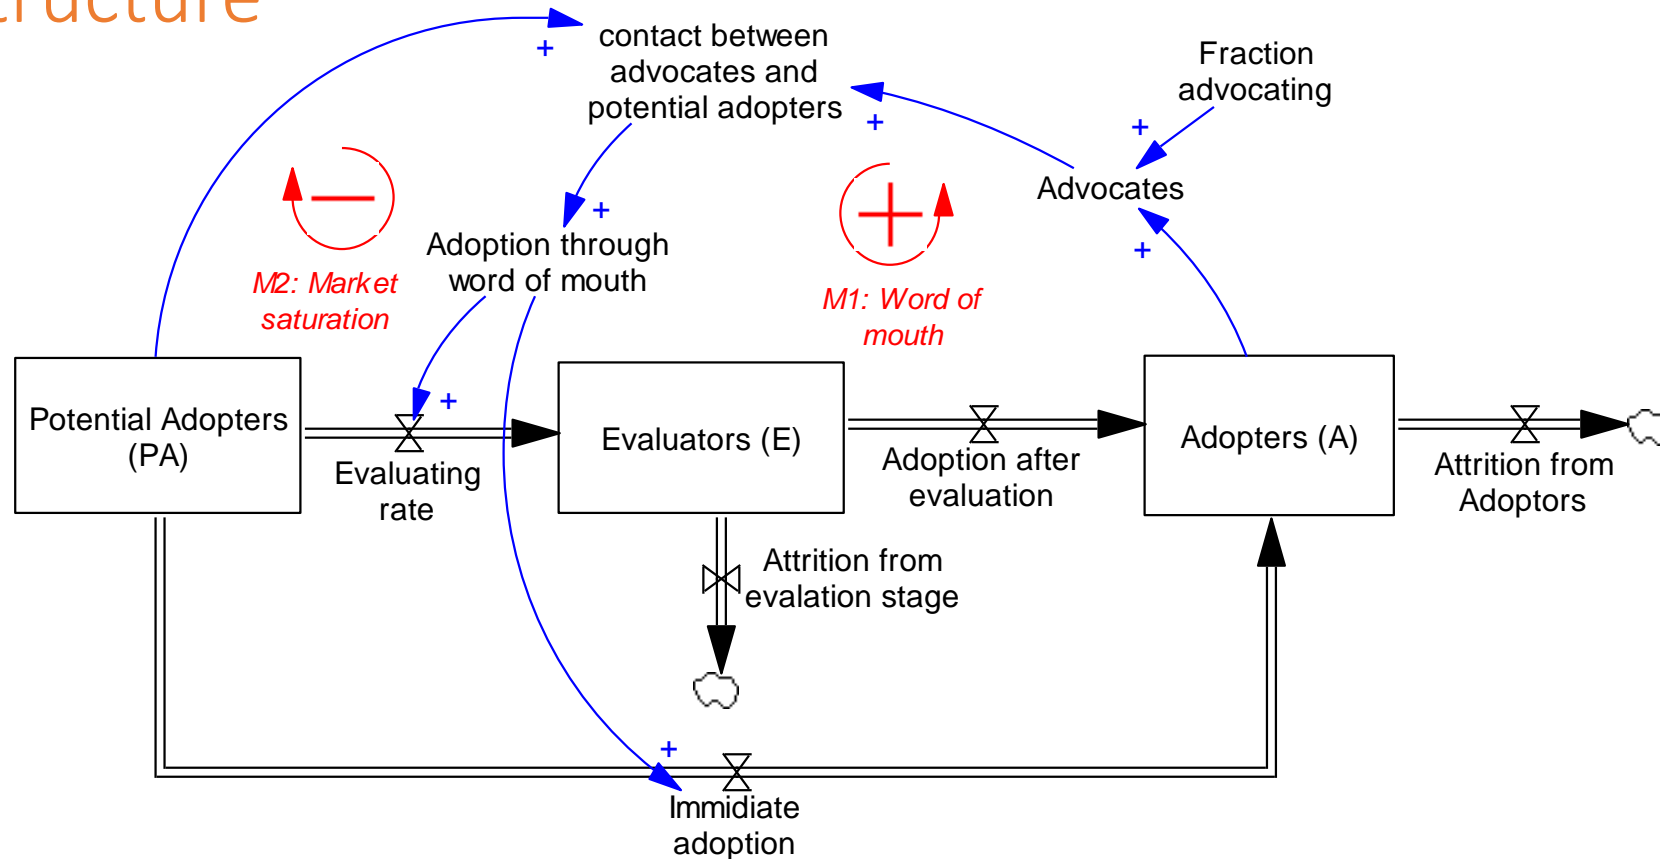 ructure
contact between
advocates and
potential adopters
Fraction
advocating
+
+
+
Advocates
+
+
Adoption through
word of mouth
M2: Market
saturation
M1: Word of
mouth
+
Potential Adopters
(PA)
Evaluating
rate
Evaluators (E)
Adoption after
evaluation
Adopters (A)
Attrition from
Adoptors
Attrition from
evalation stage
+
Immidiate
adoption